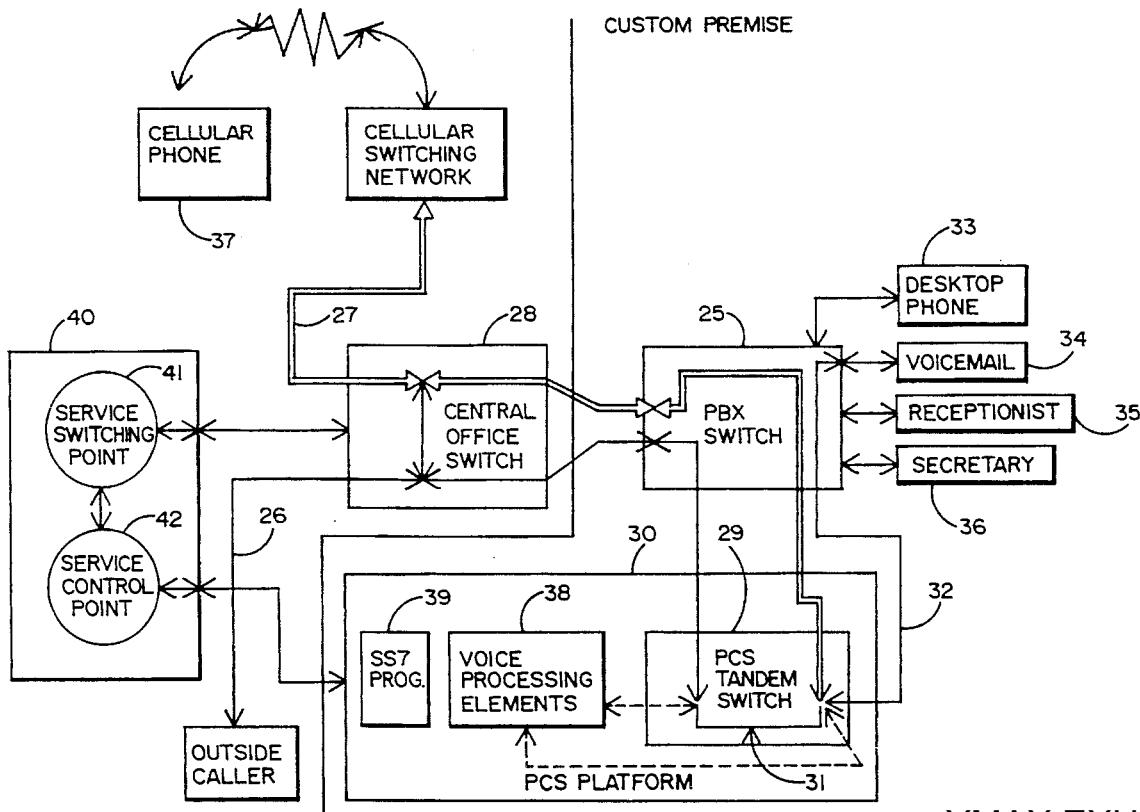 CUSTOM PREMISE
CELLULAR
PHONE
37
CELLULAR
SWITCHING
NETWORK
33
DESKTOP
PHONE
27
28
25
40
41
SERVICE
SWITCHING
POINT
CENTRAL
OFFICE
SWITCH
PBX
SWITCH
VOICEMAIL
34
RECEPTIONIST
35
SECRETARY
36
42
SERVICE
CONTROL
POINT
26
30
29
32
39
SS7
PROG.
38
VOICE
PROCESSING
ELEMENTS
PCS
TANDEM
SWITCH
31
PCS PLATFORM
OUTSIDE
CALLER